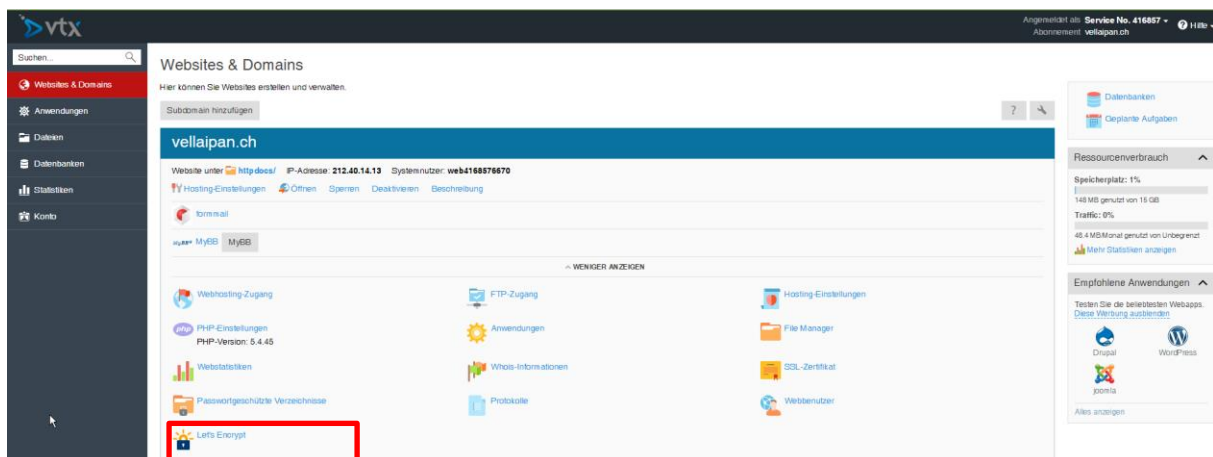 vtx
Angemeldet als Service No. 416857
Abonnement vellaipan.ch
Hilfe
Suchen...
Websites & Domains
Anwendungen
Dateien
Datenbanken
Statistiken
Konto
Websites & Domains
Hier können Sie Websites erstellen und verwalten.
Subdomain hinzufügen
?
vellaipan.ch
Website unter httpdocs/ IP-Adresse: 212.40.14.13 Systemnutzer: web4168575670
Hosting-Einstellungen Öffnen Sperren Deaktivieren Beschreibung
formmail
MyBB MyBB
WENIGER ANZEIGEN
Webhosting-Zugang
FTP-Zugang
Hosting-Einstellungen
php PHP-Einstellungen
PHP-Version: 5.4.45
Anwendungen
File Manager
Webstatistiken
Whois-Informationen
SSL-Zertifikat
Passwortgeschützte Verzeichnisse
Protokolle
Webbenutzer
Let's Encrypt
Datenbanken
Geplante Aufgaben
Ressourcenverbrauch
Speicherplatz: 1%
148 MB genutzt von 15 GB
Traffic: 0%
48.4 MB/Monat genutzt von Unbegrenzt
Mehr Statistiken anzeigen
Empfohlene Anwendungen
Testen Sie die beliebtesten Webapps.
Diese Werbung ausblenden
Drupal
WordPress
joomla
Alles anzeigen